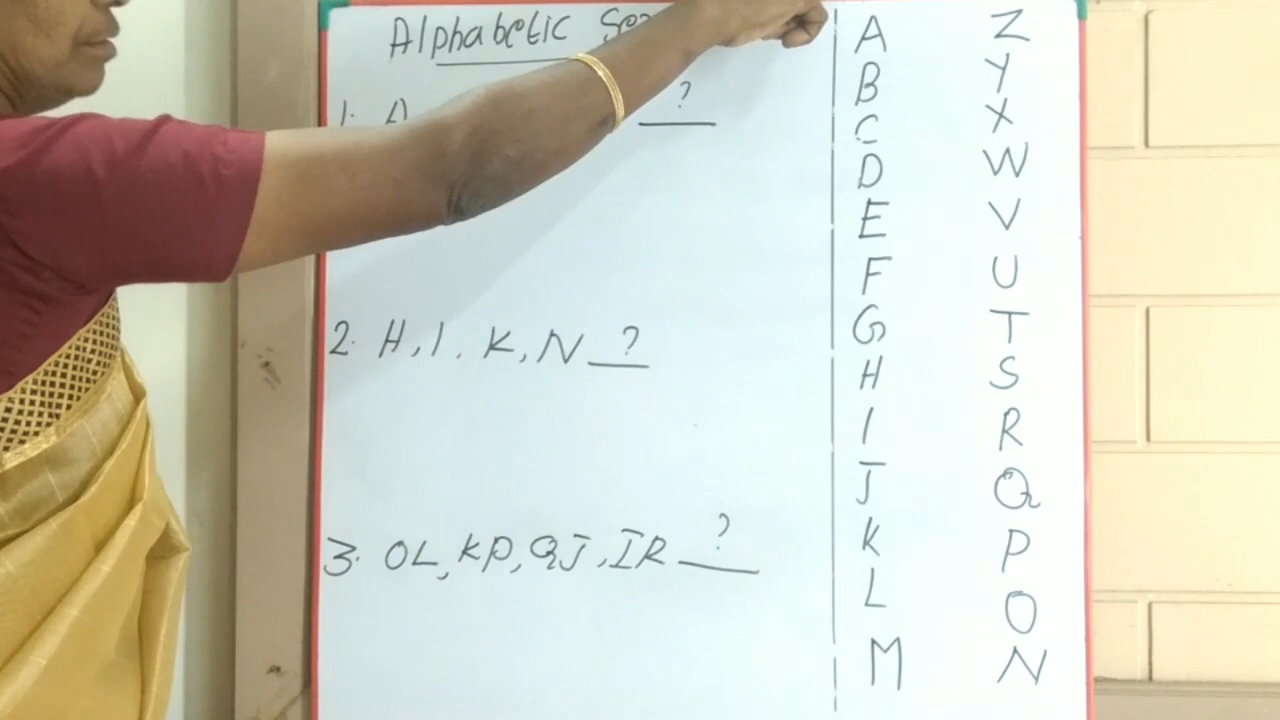 Alphabetic
1. A ?
2. H, I, K, N ?
3. OL, KP, QJ, IR ?
A Z
B Y
C X
D W
E V
F U
G T
H S
I R
J Q
K P
L O
M N